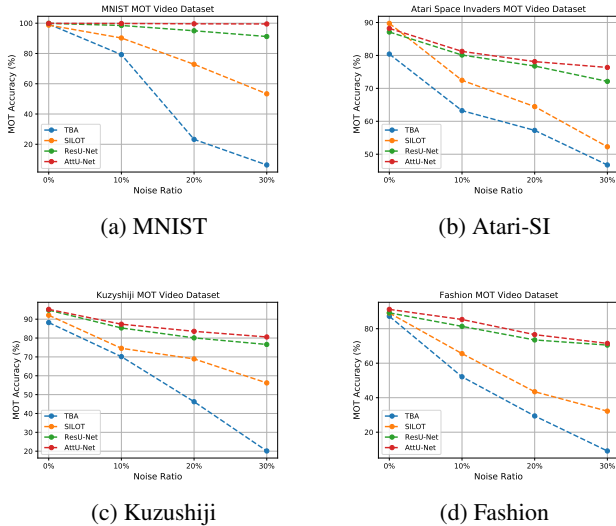 MNIST MOT Video Dataset
MOT Accuracy (%)
100
80
60
40
20
TBA
SILOT
ResU-Net
AttU-Net
0%
10%
20%
30%
Noise Ratio
(a) MNIST
Atari Space Invaders MOT Video Dataset
MOT Accuracy (%)
90
80
70
60
50
TBA
SILOT
ResU-Net
AttU-Net
0%
10%
20%
30%
Noise Ratio
(b) Atari-SI
Kuzyshiji MOT Video Dataset
MOT Accuracy (%)
90
80
70
60
50
40
30
20
TBA
SILOT
ResU-Net
AttU-Net
0%
10%
20%
30%
Noise Ratio
(c) Kuzushiji
Fashion MOT Video Dataset
MOT Accuracy (%)
80
60
40
20
TBA
SILOT
ResU-Net
AttU-Net
0%
10%
20%
30%
Noise Ratio
(d) Fashion